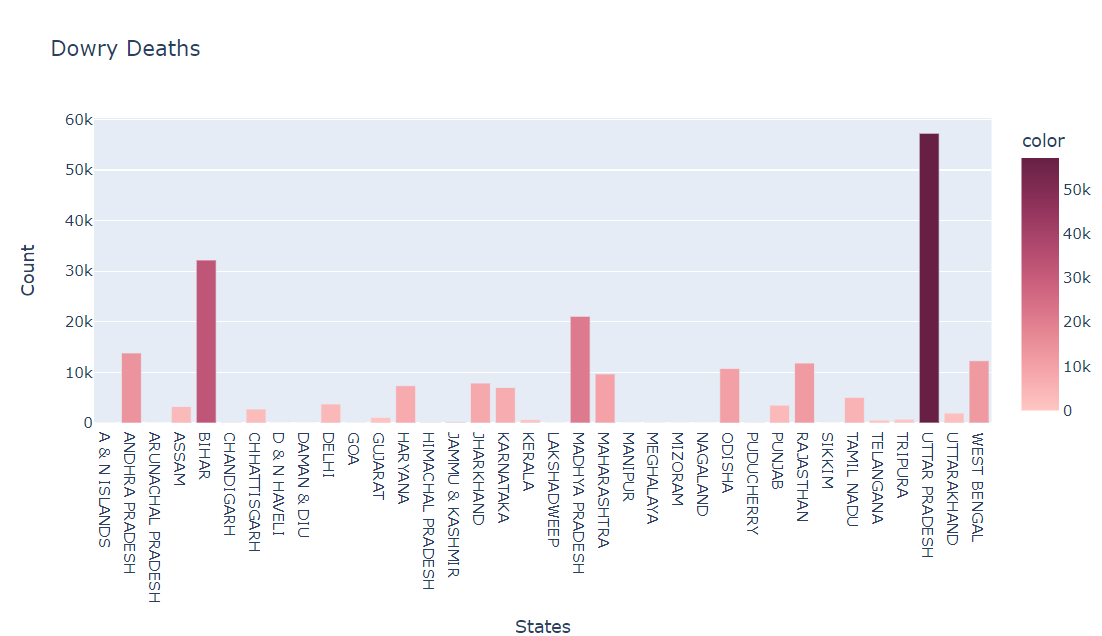 Dowry Deaths
60k
50k
40k
30k
20k
10k
0
Count
A & N ISLANDS
ANDHRA PRADESH
ARUNACHAL PRADESH
ASSAM
BIHAR
CHANDIGARH
CHHATTISGARH
D & N HAVELI
DAMAN & DIU
DELHI
GOA
GUJARAT
HARYANA
HIMACHAL PRADESH
JAMMU & KASHMIR
JHARKHAND
KARNATAKA
KERALA
LAKSHADWEEP
MADHYA PRADESH
MAHARASHTRA
MANIPUR
MEGHALAYA
MIZORAM
NAGALAND
ODISHA
PUDUCHERRY
PUNJAB
RAJASTHAN
SIKKIM
TAMIL NADU
TELANGANA
TRIPURA
UTTAR PRADESH
UTTARAKHAND
WEST BENGAL
States
color
50k
40k
30k
20k
10k
0